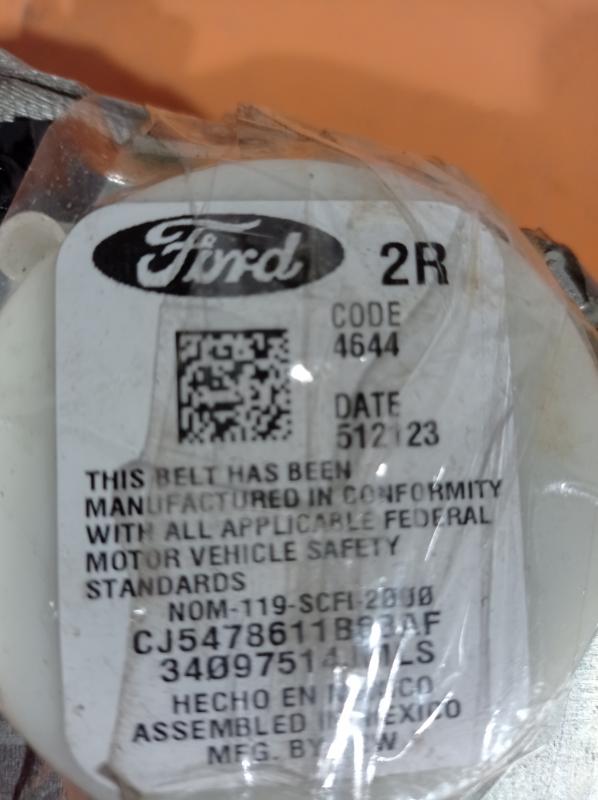 Ford 2R
CODE
4644
DATE
512123
THIS BELT HAS BEEN
MANUFACTURED IN CONFORMITY
WITH ALL APPLICABLE FEDERAL
MOTOR VEHICLE SAFETY
STANDARDS
NOM-119-SCFI-2000
HECHO EN MEXICO
ASSEMBLED IN MEXICO
MFG. BY